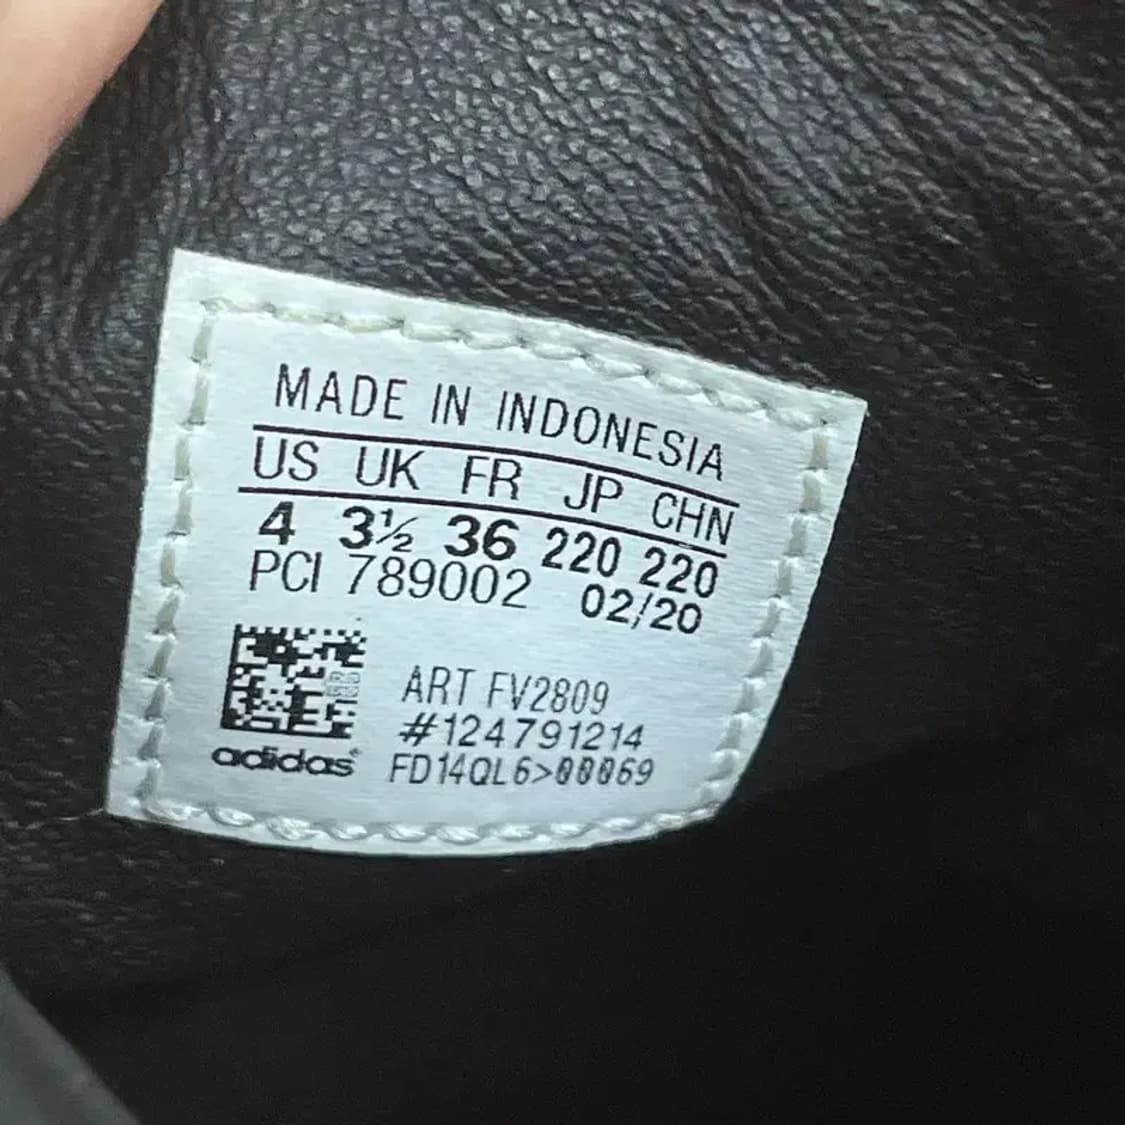 MADE IN INDONESIA
US UK FR JP CHN
4 3½ 36 220 220
PCI 789002 02/20
ART FV2809
#124791214
adidas FD14QL6>00069